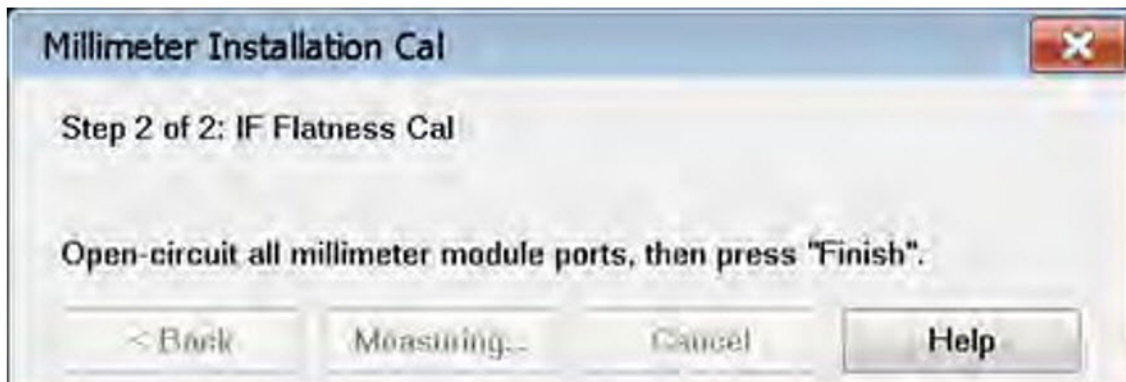 Millimeter Installation Cal
Step 2 of 2: IF Flatness Cal
Open-circuit all millimeter module ports, then press "Finish".
< Back Measuring... Cancel Help